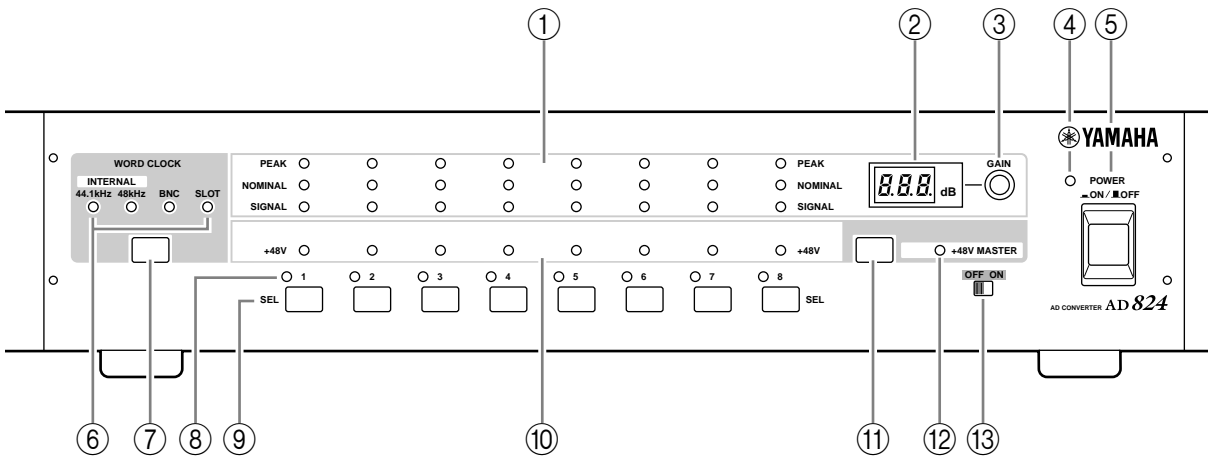 ① ② ③ ④ ⑤
YAMAHA
WORD CLOCK
INTERNAL
44.1kHz 48kHz BNC SLOT
PEAK PEAK
NOMINAL NOMINAL
SIGNAL SIGNAL
8.8.8. dB
GAIN
POWER
ON / OFF
+48V +48V
+48V MASTER
1 2 3 4 5 6 7 8
SEL SEL
OFF ON
AD CONVERTER AD 824
⑥ ⑦ ⑧ ⑨ ⑩ ⑪ ⑫ ⑬